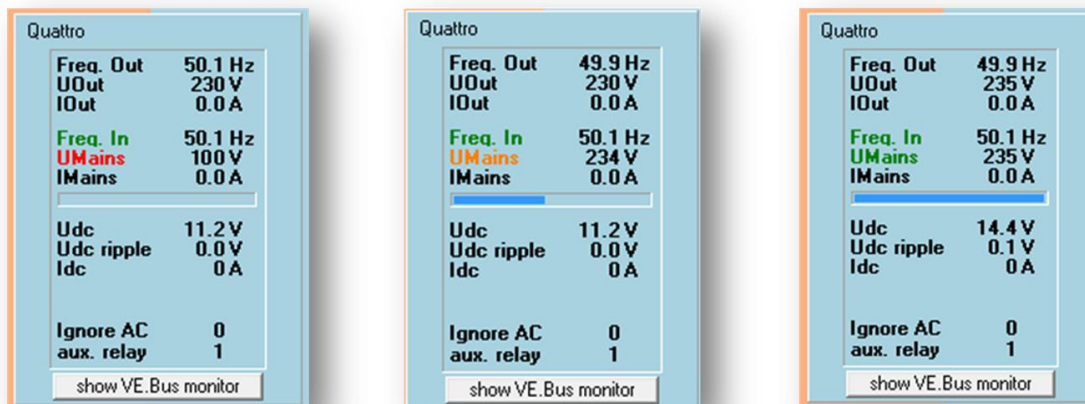 Quattro
Freq. Out 50.1 Hz
UOut 230 V
IOut 0.0 A
Freq. In 50.1 Hz
UMains 100 V
IMains 0.0 A
Udc 11.2 V
Udc ripple 0.0 V
Idc 0 A
Ignore AC 0
aux. relay 1
show VE.Bus monitor
Quattro
Freq. Out 49.9 Hz
UOut 230 V
IOut 0.0 A
Freq. In 50.1 Hz
UMains 234 V
IMains 0.0 A
Udc 11.2 V
Udc ripple 0.0 V
Idc 0 A
Ignore AC 0
aux. relay 1
show VE.Bus monitor
Quattro
Freq. Out 49.9 Hz
UOut 235 V
IOut 0.0 A
Freq. In 50.1 Hz
UMains 235 V
IMains 0.0 A
Udc 14.4 V
Udc ripple 0.1 V
Idc 0 A
Ignore AC 0
aux. relay 1
show VE.Bus monitor